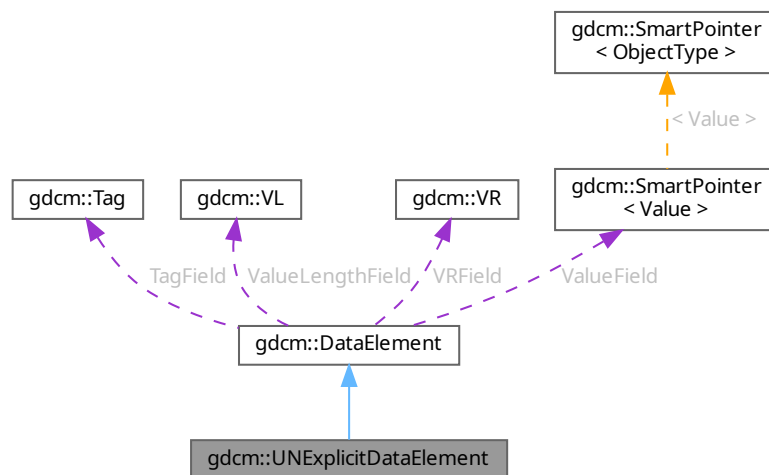 gdcm::SmartPointer
< ObjectType >
< Value >
gdcm::Tag
gdcm::VL
gdcm::VR
gdcm::SmartPointer
< Value >
TagField
ValueLengthField
VRField
ValueField
gdcm::DataElement
gdcm::UNExplicitDataElement